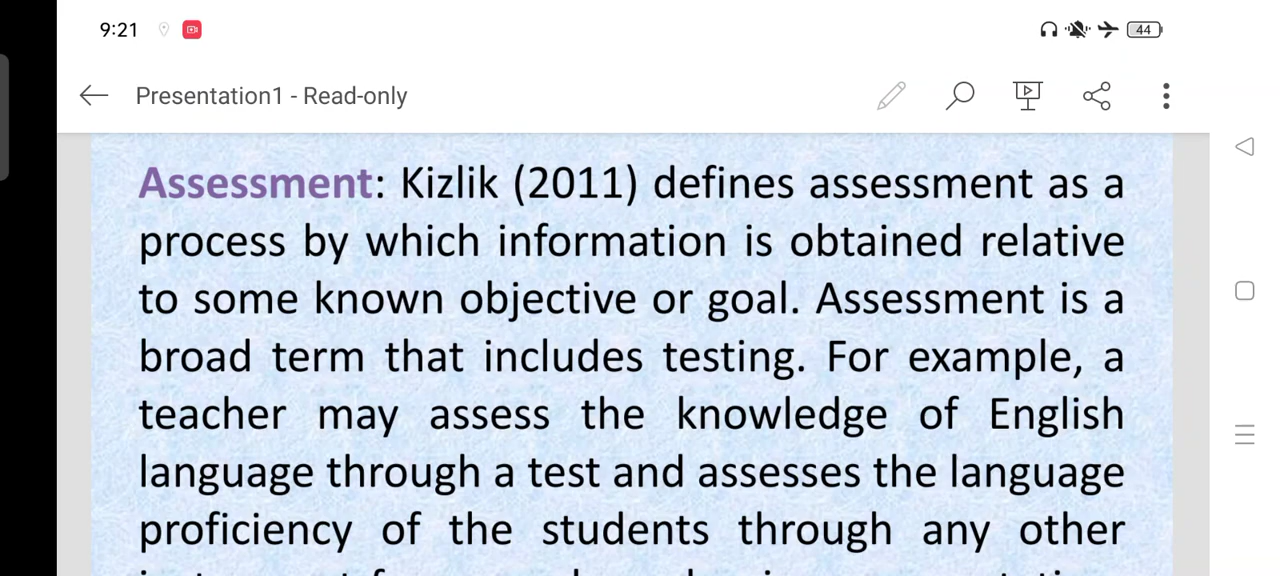 9:21
44
Presentation1 - Read-only
Assessment: Kizlik (2011) defines assessment as a
process by which information is obtained relative
to some known objective or goal. Assessment is a
broad term that includes testing. For example, a
teacher may assess the knowledge of English
language through a test and assesses the language
proficiency of the students through any other